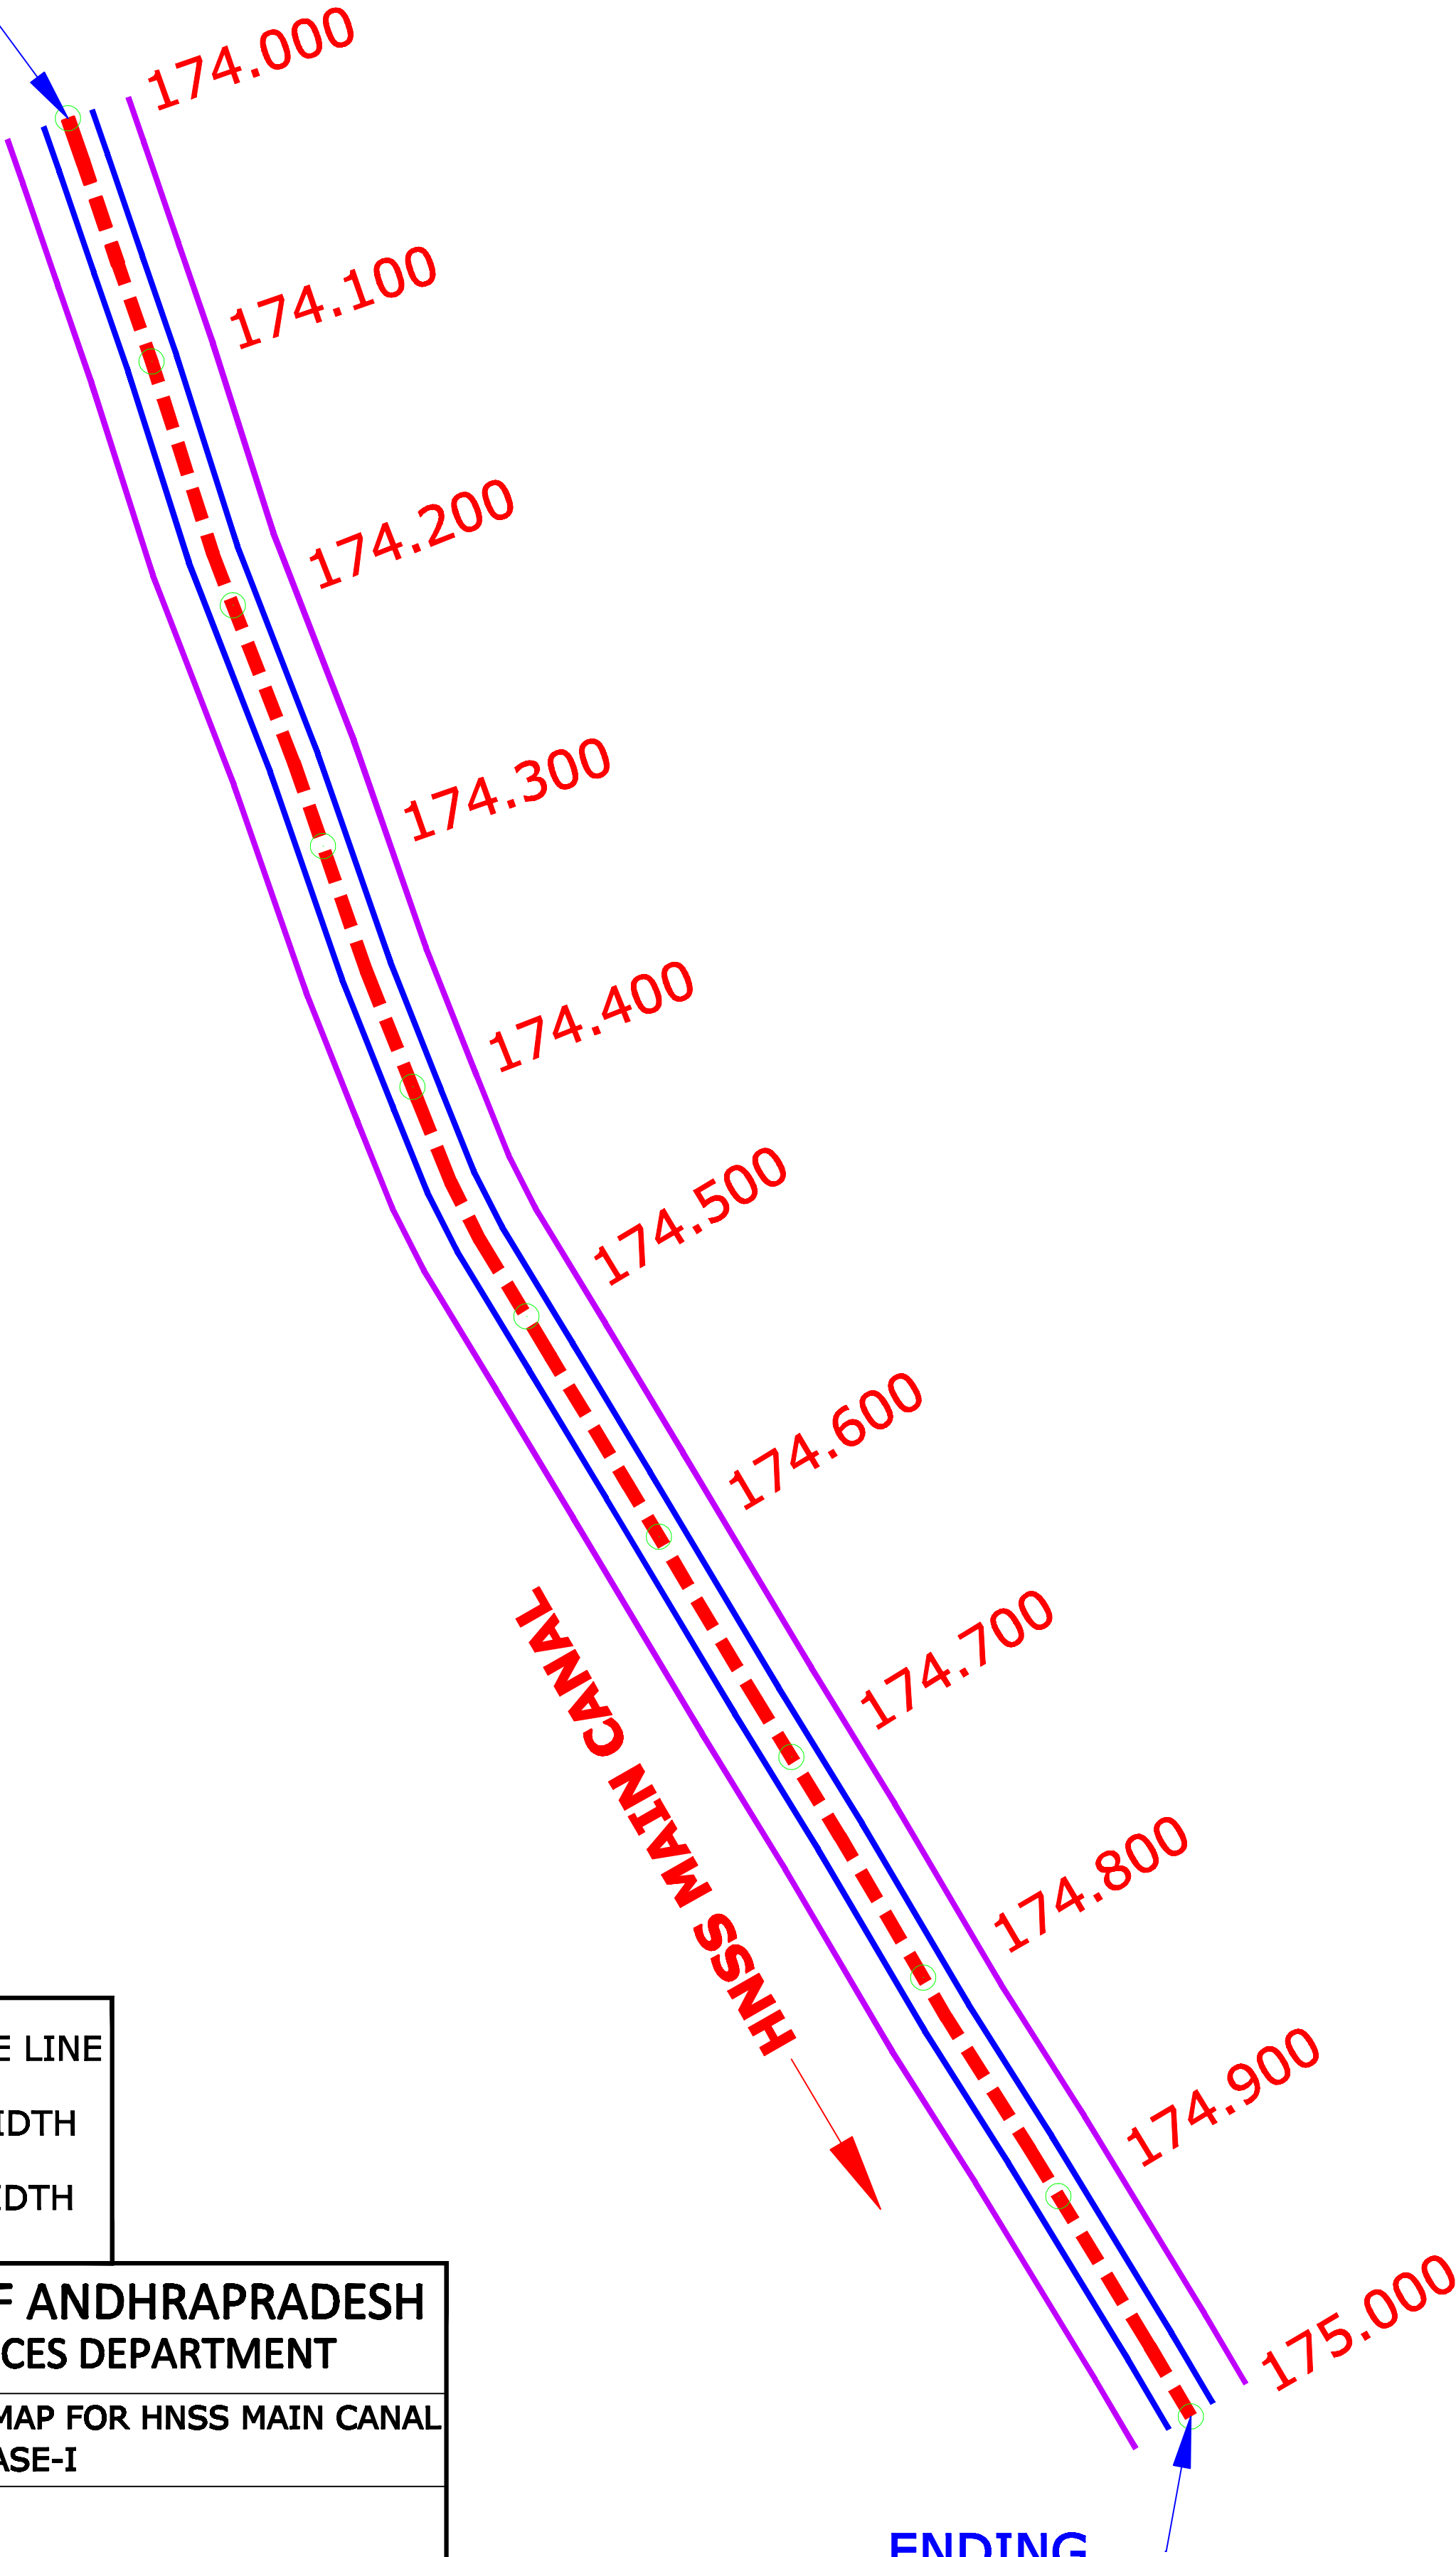 174.000
174.100
174.200
174.300
174.400
174.500
174.600
174.700
174.800
174.900
175.000
HNSS MAIN CANAL
E LINE
IDTH
IDTH
F ANDHRAPRADESH
CES DEPARTMENT
MAP FOR HNSS MAIN CANAL
ASE-I
ENDING